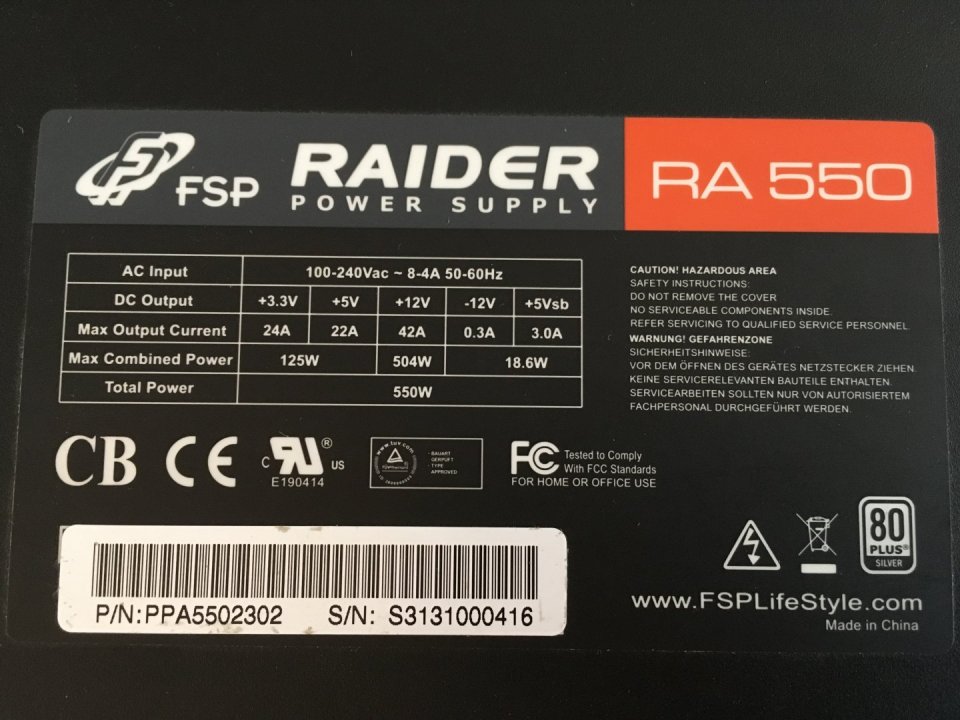 FSP RAIDER RA 550
POWER SUPPLY
AC Input 100-240Vac ~ 8-4A 50-60Hz
DC Output +3.3V +5V +12V -12V +5Vsb
Max Output Current 24A 22A 42A 0.3A 3.0A
Max Combined Power 125W 504W 18.6W
Total Power 550W
CAUTION! HAZARDOUS AREA
SAFETY INSTRUCTIONS:
DO NOT REMOVE THE COVER
NO SERVICEABLE COMPONENTS INSIDE.
REFER SERVICING TO QUALIFIED SERVICE PERSONNEL.
WARNUNG! GEFAHRENZONE
SICHERHEITSHINWEISE:
VOR DEM ÖFFNEN DES GERÄTES NETZSTECKER ZIEHEN.
KEINE SERVICERELEVANTEN BAUTEILE ENTHALTEN.
SERVICEARBEITEN SOLLTEN NUR VON AUTORISIERTEM
FACHPERSONAL DURCHGEFÜHRT WERDEN.
CB CE c RU ® US
E190414
www.tuv.com
BAUART
GEPRÜFT
TYPE
APPROVED
FC Tested to Comply
With FCC Standards
FOR HOME OR OFFICE USE
80
PLUS®
SILVER
P/N:PPA5502302 S/N: S3131000416
www.FSPLifeStyle.com
Made in China